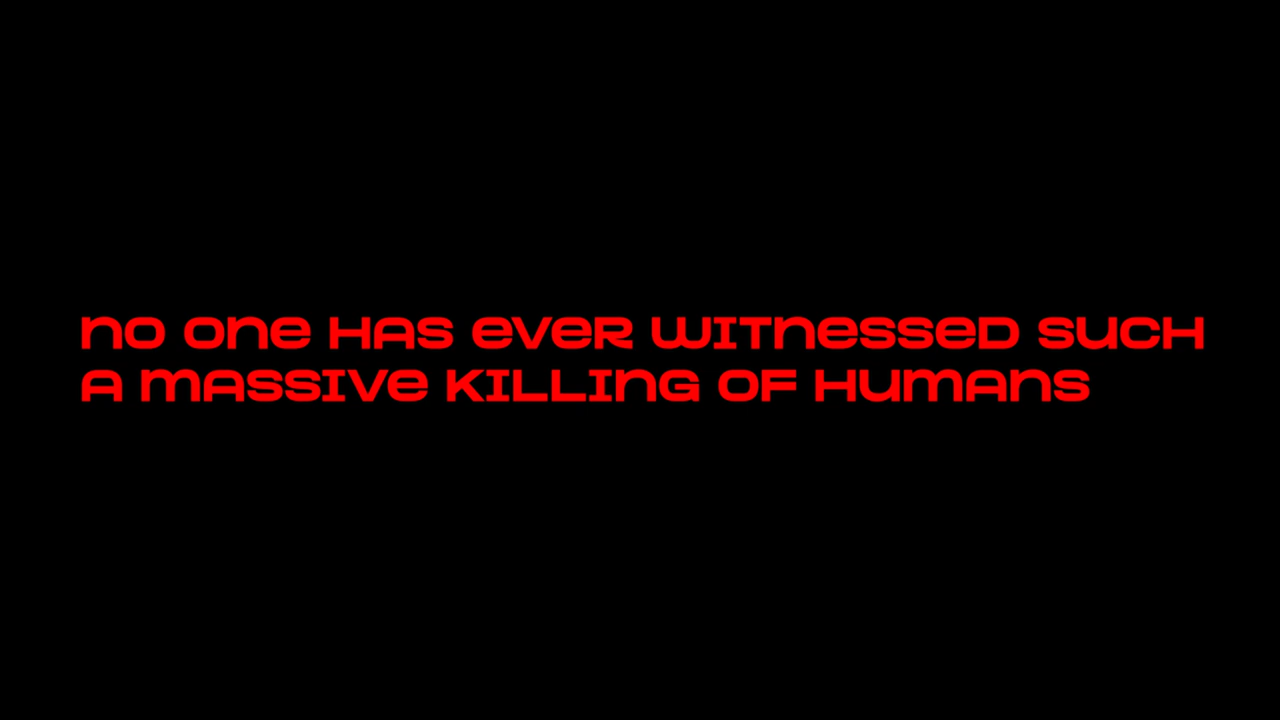 NO ONE HAS EVER WITNESSED SUCH
A MASSIVE KILLING OF HUMANS